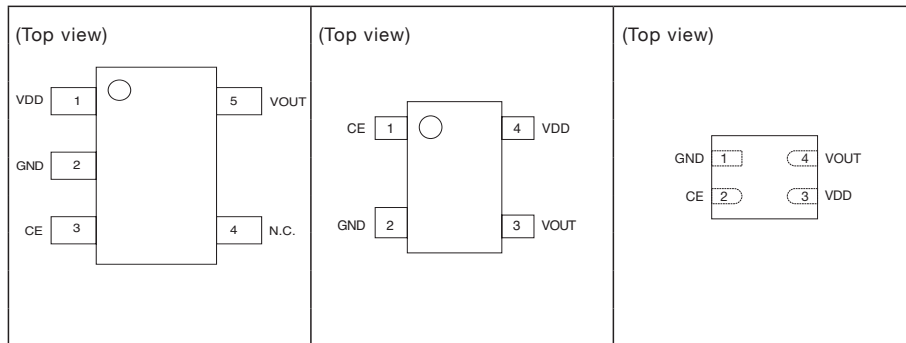 (Top view)
VDD 1 5 VOUT
GND 2
CE 3 4 N.C.
(Top view)
CE 1 4 VDD
GND 2 3 VOUT
(Top view)
GND 1 4 VOUT
CE 2 3 VDD